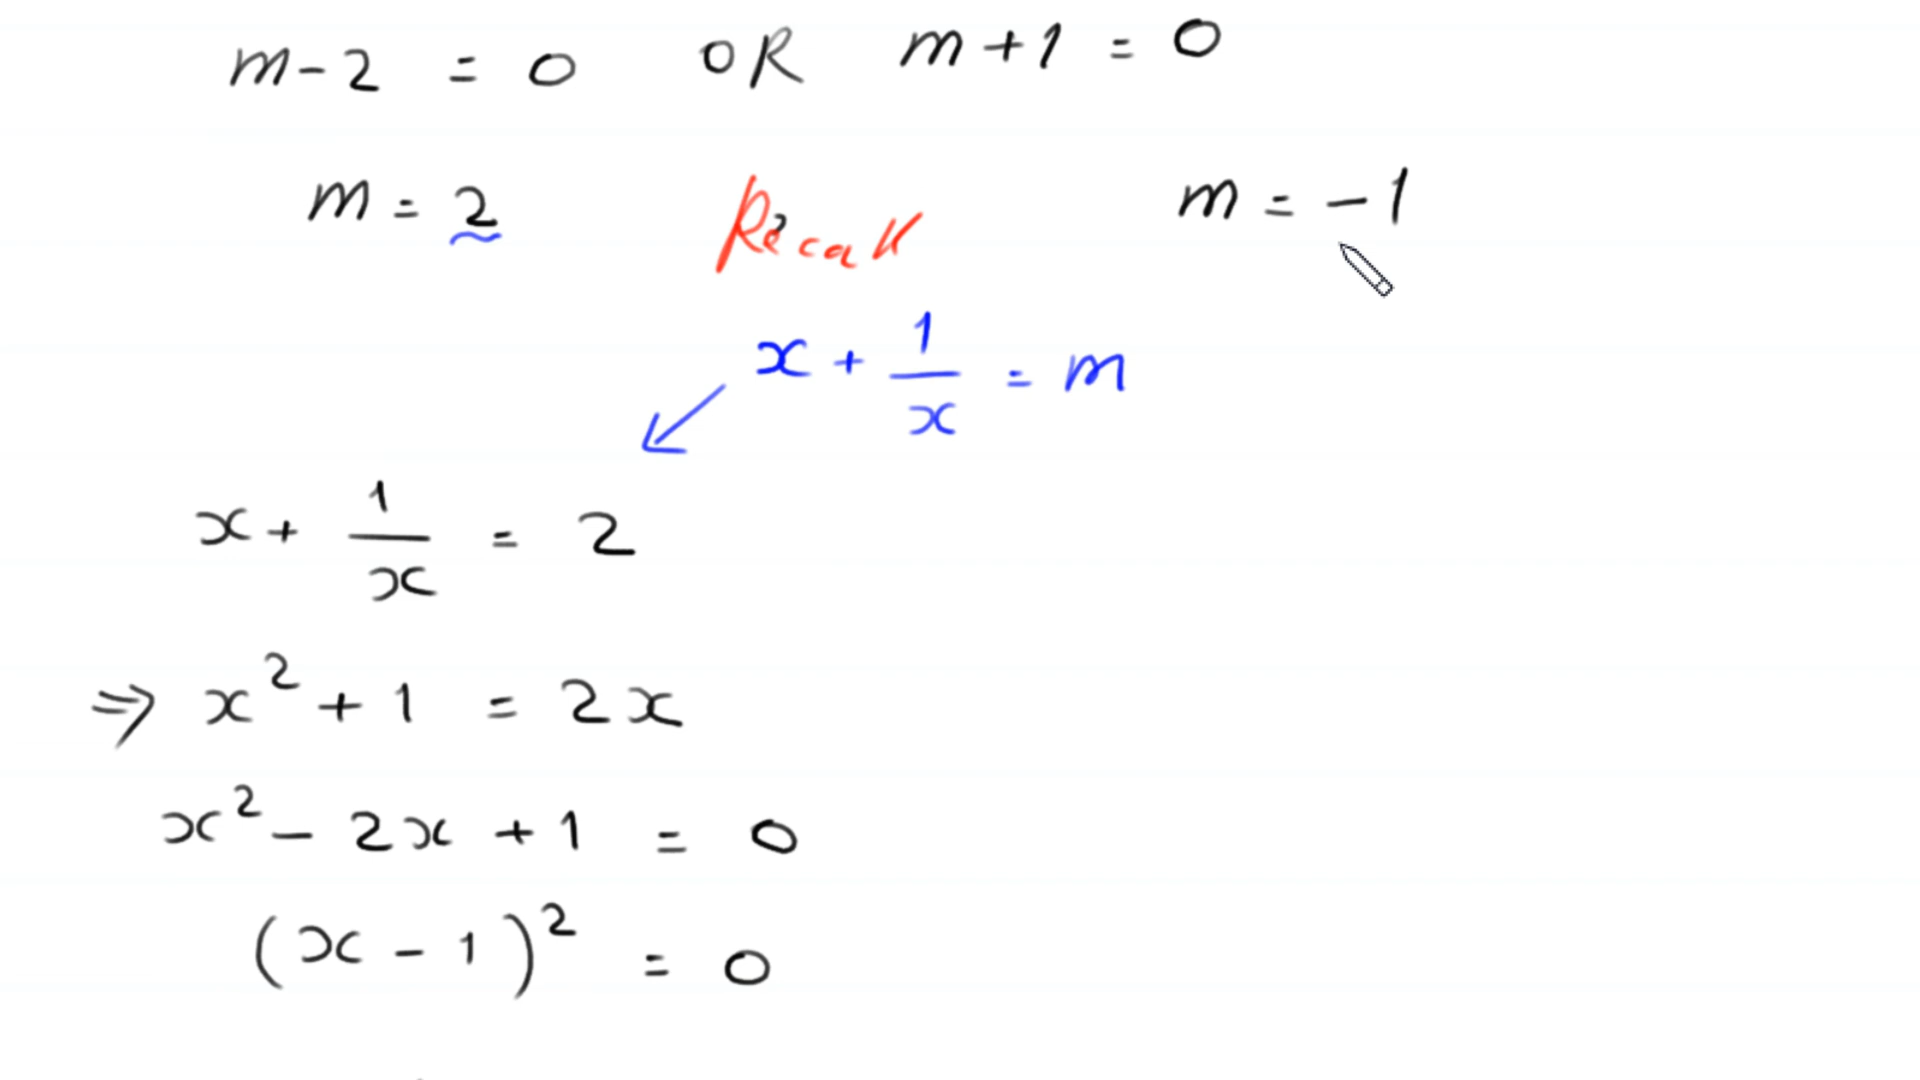 m - 2 = 0 OR m + 1 = 0
m = 2 Recall m = -1
x + 1/x = m
x + 1/x = 2
⇒ x² + 1 = 2x
x² - 2x + 1 = 0
(x - 1)² = 0